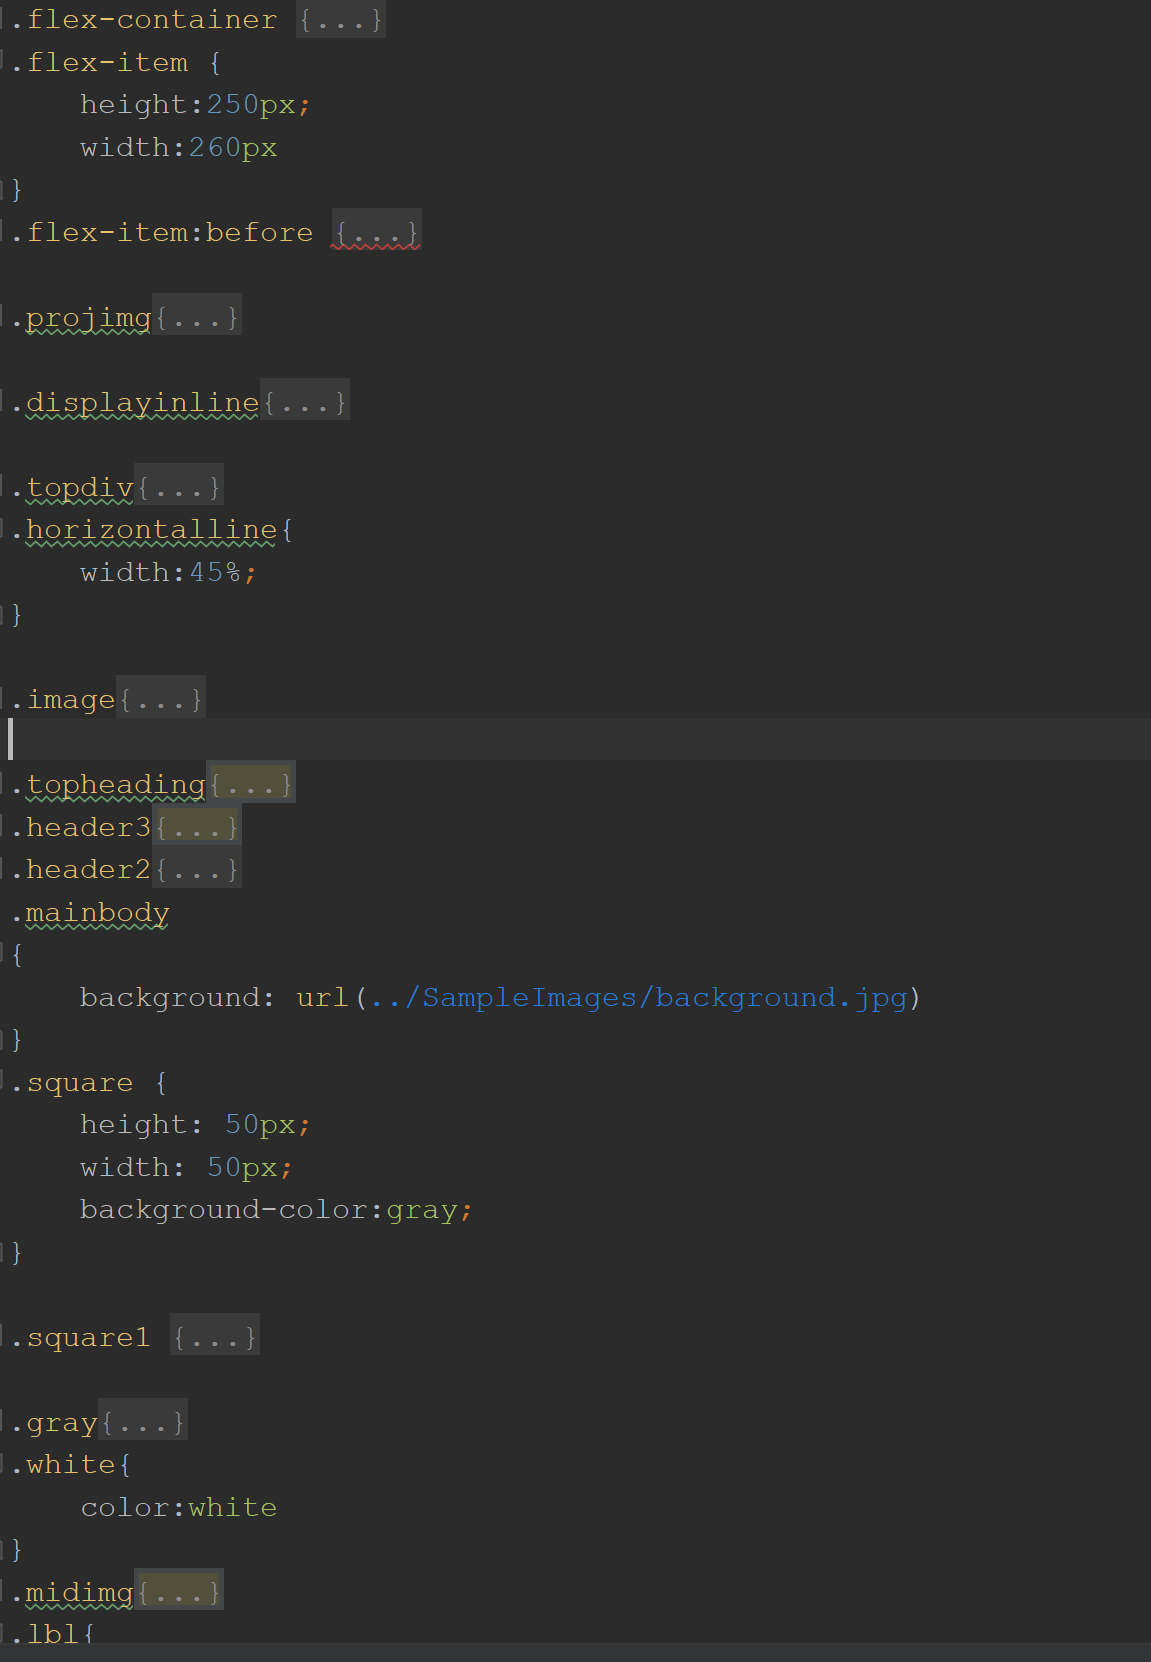 .flex-container {...}
.flex-item {
    height:250px;
    width:260px
}
.flex-item:before {...}

.projimg{...}

.displayinline{...}

.topdiv{...}
.horizontalline{
    width:45%;
}

.image{...}

.topheading{...}
.header3{...}
.header2{...}
.mainbody
{
    background: url(../SampleImages/background.jpg)
}
.square {
    height: 50px;
    width: 50px;
    background-color:gray;
}

.square1 {...}

.gray{...}
.white{
    color:white
}
.midimg{...}
.lbl{